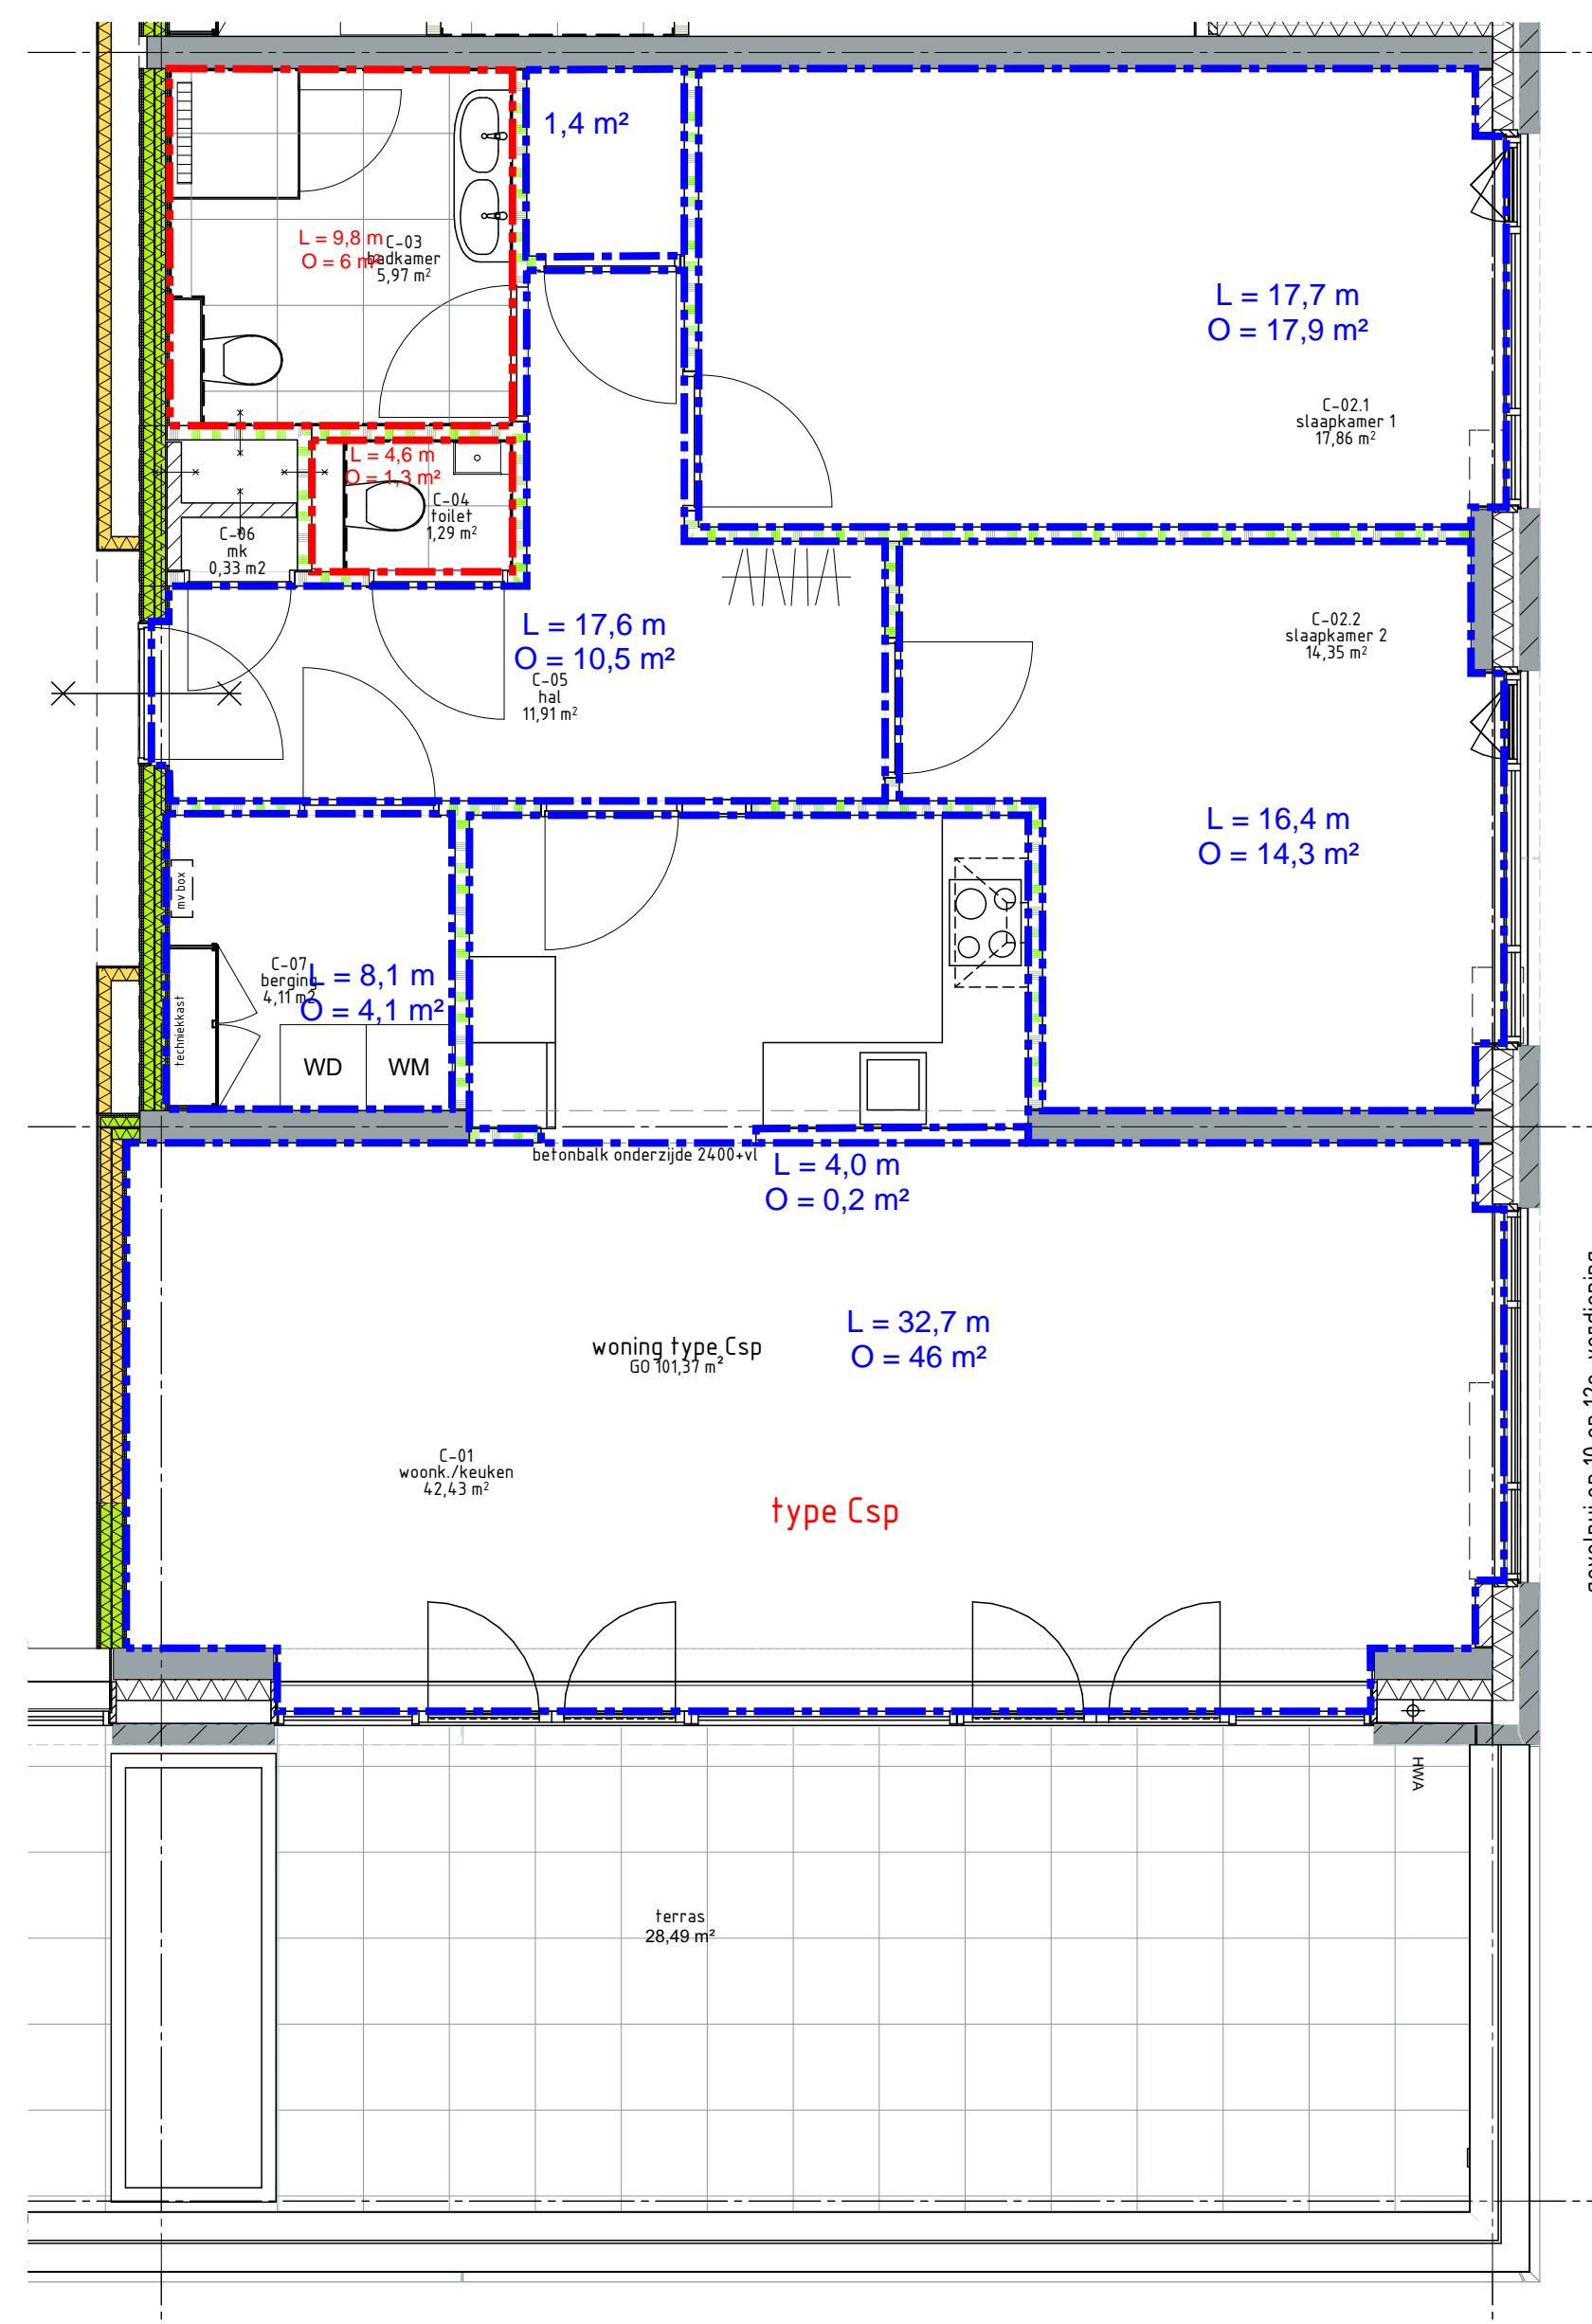 1,4 m²
L = 9,8 m
O = 6 m²
C-03
badkamer
5,97 m²
L = 17,7 m
O = 17,9 m²
C-02.1
slaapkamer 1
17,86 m²
L = 4,6 m
O = 1,3 m²
C-04
toilet
1,29 m²
C-06
mk
0,33 m2
L = 17,6 m
O = 10,5 m²
C-05
hal
11,91 m²
C-02.2
slaapkamer 2
14,35 m²
L = 16,4 m
O = 14,3 m²
mv box
C-07
berging
4,11 m2
L = 8,1 m
O = 4,1 m²
techniekkast
WD
WM
betonbalk onderzijde 2400+vl
L = 4,0 m
O = 0,2 m²
L = 32,7 m
O = 46 m²
woning type Csp
GO 101,37 m²
C-01
woonk./keuken
42,43 m²
type Csp
HWA
terras
28,49 m²